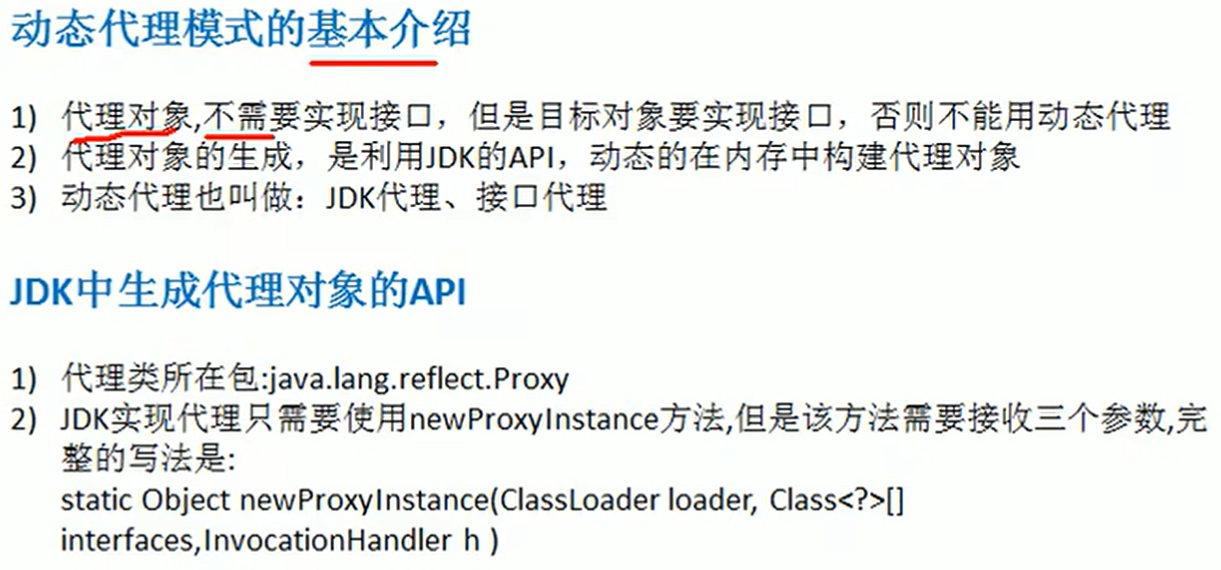 动态代理模式的基本介绍
1) 代理对象,不需要实现接口，但是目标对象要实现接口，否则不能用动态代理
2) 代理对象的生成，是利用JDK的API，动态的在内存中构建代理对象
3) 动态代理也叫做：JDK代理、接口代理
JDK中生成代理对象的API
1) 代理类所在包:java.lang.reflect.Proxy
2) JDK实现代理只需要使用newProxyInstance方法,但是该方法需要接收三个参数,完
整的写法是:
static Object newProxyInstance(ClassLoader loader, Class<?>[]
interfaces,InvocationHandler h )